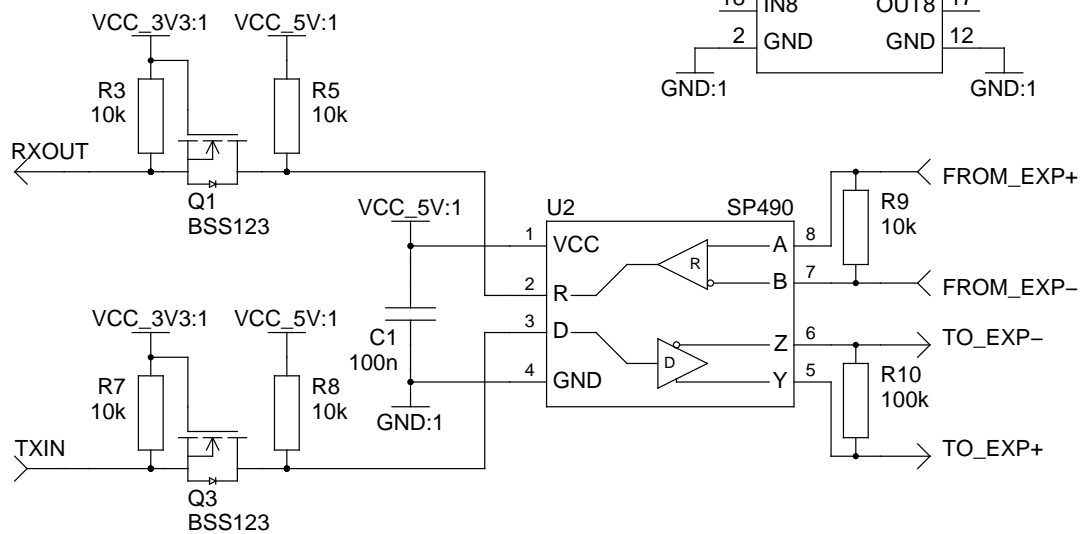 VCC_3V3:1
VCC_5V:1
R3
10k
R5
10k
RXOUT
Q1
BSS123
IN8
OUT8
17
2
GND
GND
12
GND:1
GND:1
VCC_5V:1
U2
SP490
1
VCC
A
8
R
2
R
B
7
3
D
Z
6
D
4
GND
Y
5
C1
100n
GND:1
FROM_EXP+
R9
10k
FROM_EXP−
TO_EXP−
R10
100k
TO_EXP+
VCC_3V3:1
VCC_5V:1
R7
10k
R8
10k
TXIN
Q3
BSS123